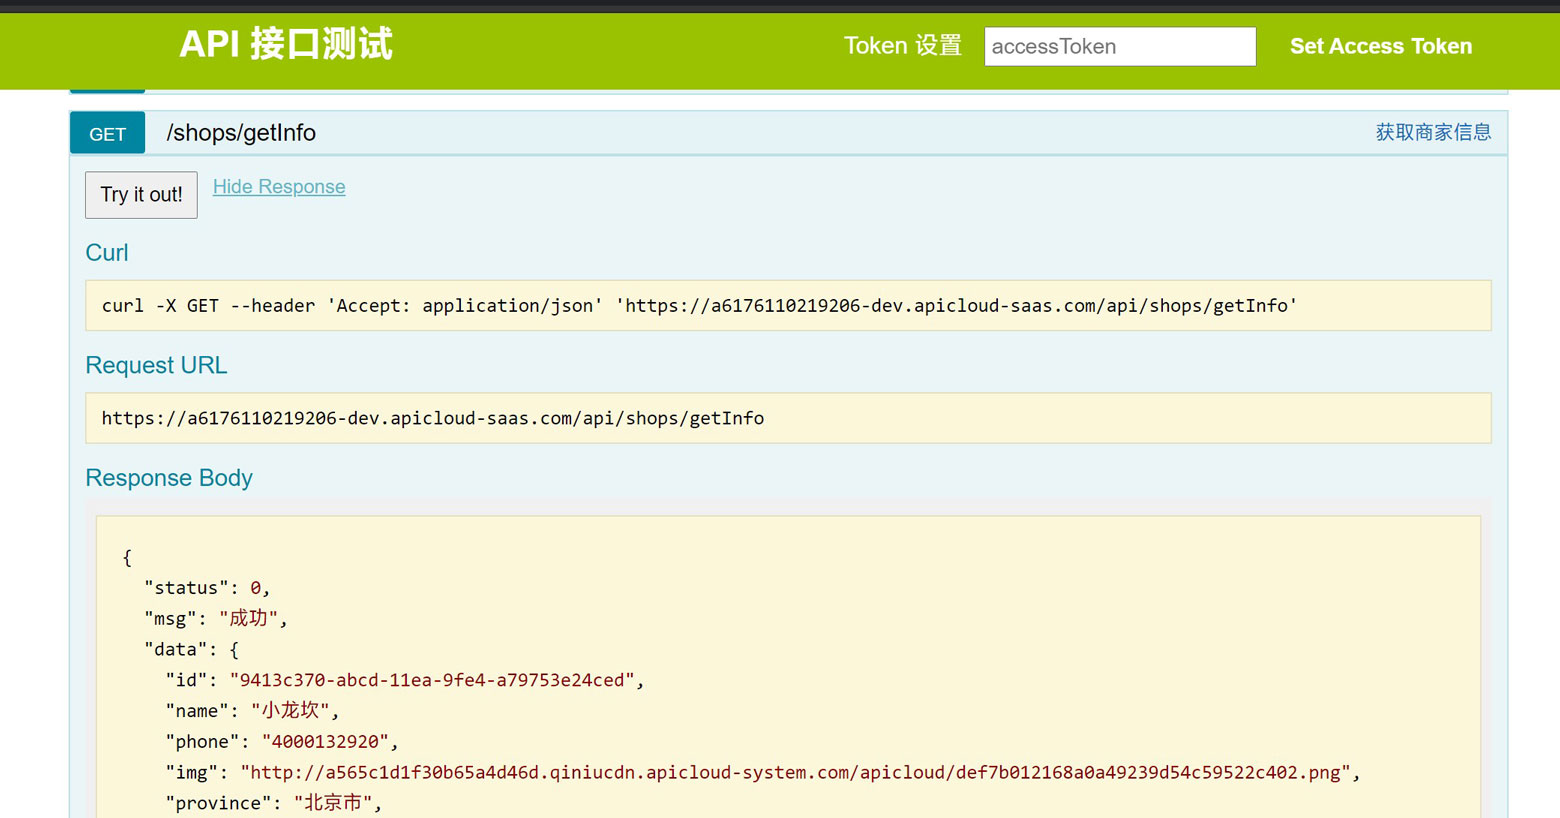 API 接口测试
Token 设置 accessToken Set Access Token
GET /shops/getInfo 获取商家信息
Try it out! Hide Response
Curl
curl -X GET --header 'Accept: application/json' 'https://a6176110219206-dev.apicloud-saas.com/api/shops/getInfo'
Request URL
https://a6176110219206-dev.apicloud-saas.com/api/shops/getInfo
Response Body
{
"status": 0,
"msg": "成功",
"data": {
"id": "9413c370-abcd-11ea-9fe4-a79753e24ced",
"name": "小龙坎",
"phone": "4000132920",
"img": "http://a565c1d1f30b65a4d46d.qiniucdn.apicloud-system.com/apicloud/def7b012168a0a49239d54c59522c402.png",
"province": "北京市",